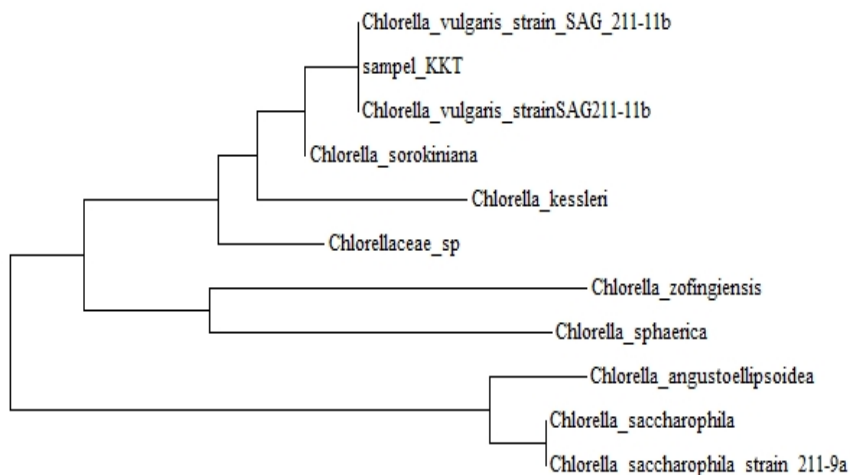 Chlorella_vulgaris_strain_SAG_211-11b
sampel_KKT
Chlorella_vulgaris_strainSAG211-11b
Chlorella_sorokiniana
Chlorella_kessleri
Chlorellaceae_sp
Chlorella_zofingiensis
Chlorella_sphaerica
Chlorella_angustoellipsoidea
Chlorella_saccharophila
Chlorella_saccharophila_strain_211-9a